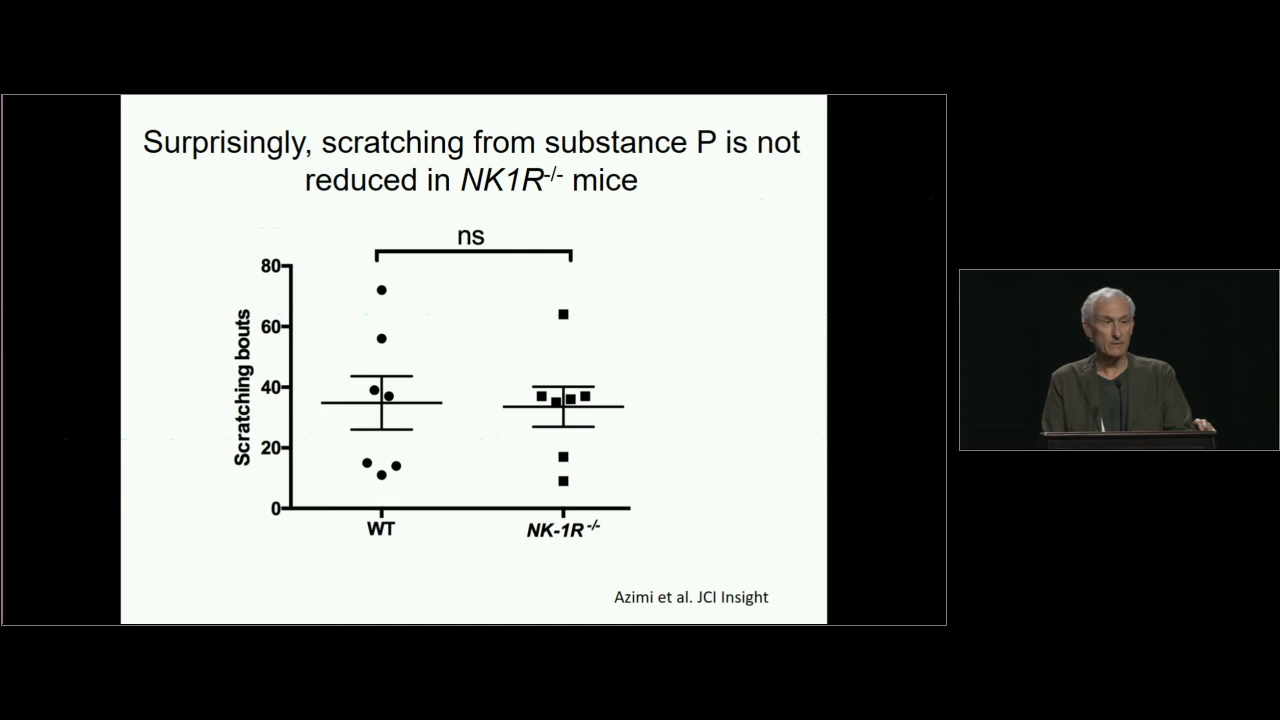 Surprisingly, scratching from substance P is not
reduced in NK1R-/- mice
ns
Scratching bouts
80
60
40
20
0
WT
NK-1R -/-
Azimi et al. JCI Insight